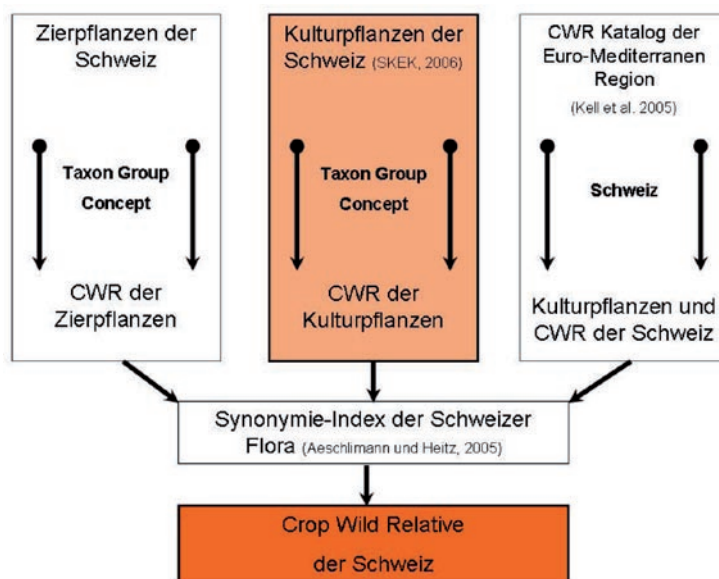 Zierpflanzen der
Schweiz
Taxon Group
Concept
CWR der
Zierpflanzen
Kulturpflanzen der
Schweiz (SKEK, 2006)
Taxon Group
Concept
CWR der
Kulturpflanzen
CWR Katalog der
Euro-Mediterranen
Region
(Kell et al. 2005)
Schweiz
Kulturpflanzen und
CWR der Schweiz
Synonymie-Index der Schweizer
Flora (Aeschlimann und Heitz, 2005)
Crop Wild Relative
der Schweiz